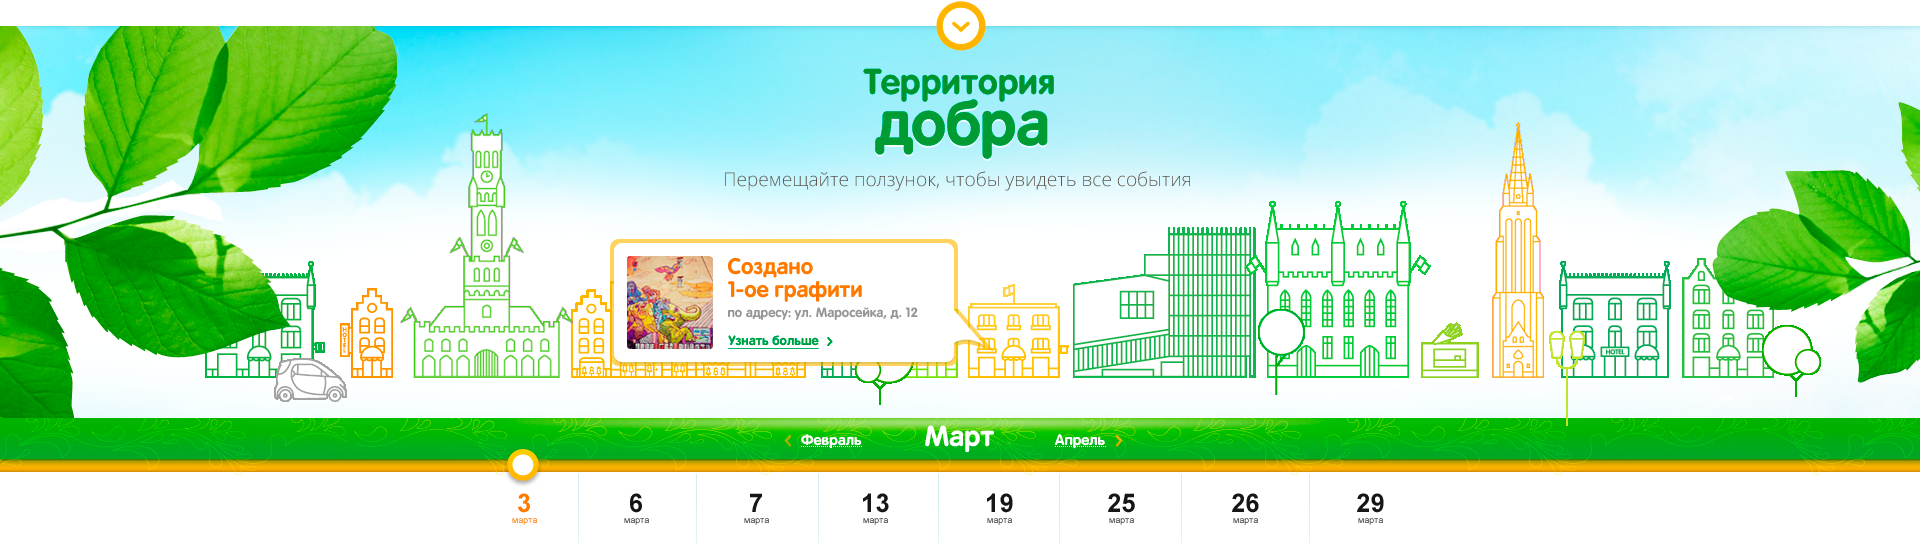 Территория
добра
Перемещайте ползунок, чтобы увидеть все события
Создано
1-ое графити
по адресу: ул. Маросейка, д. 12
Узнать больше
HOTEL
HOTEL
Февраль
Март
Апрель
3
марта
6
марта
7
марта
13
марта
19
марта
25
марта
26
марта
29
марта